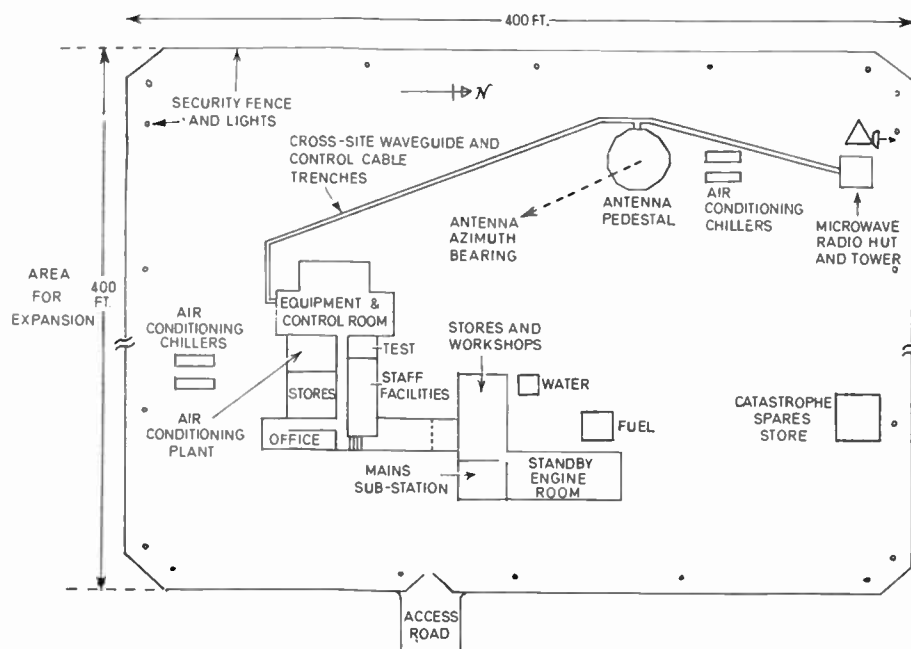 400 FT.
N
SECURITY FENCE
AND LIGHTS
CROSS-SITE WAVEGUIDE AND
CONTROL CABLE
TRENCHES
ANTENNA
AZIMUTH
BEARING
ANTENNA
PEDESTAL
AIR
CONDITIONING
CHILLERS
MICROWAVE
RADIO HUT
AND TOWER
AREA
FOR
EXPANSION
400
FT.
AIR
CONDITIONING
CHILLERS
EQUIPMENT &
CONTROL ROOM
TEST
STAFF
FACILITIES
STORES
AIR
CONDITIONING
PLANT
OFFICE
STORES AND
WORKSHOPS
WATER
FUEL
CATASTROPHE
SPARES
STORE
MAINS
SUB-STATION
STANDBY
ENGINE
ROOM
ACCESS
ROAD